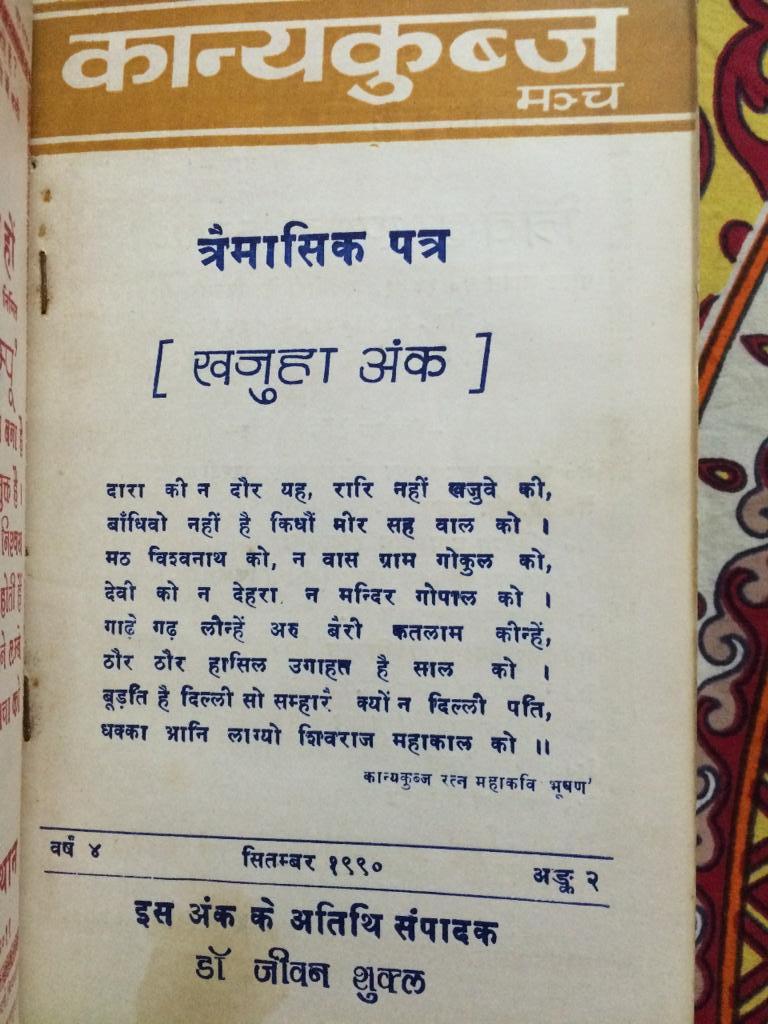 कान्यकुब्ज
मञ्च
त्रैमासिक पत्र
[ खजुहा अंक ]
दारा की न दौर यह, रारि नहीं खजुवे की,
बाँधिवो नहीं है किधौं मीर सह वाल को ।
मठ विश्वनाथ को, न वास ग्राम गोकुल को,
देवी को न देहरा, न मन्दिर गोपाल को ।
गाढ़े गढ़ लीन्हें अरु बैरी कतलाम कीन्हें,
ठौर ठौर हासिल उगाहत है साल को ।
बूड़ति है दिल्ली सो सम्हारै क्यों न दिल्ली पति,
धक्का आनि लाग्यो शिवराज महाकाल को ॥
कान्यकुब्ज रत्न महाकवि भूषण'
वर्ष ४ सितम्बर १९९० अङ्क २
इस अंक के अतिथि संपादक
डॉ जीवन शुक्ल